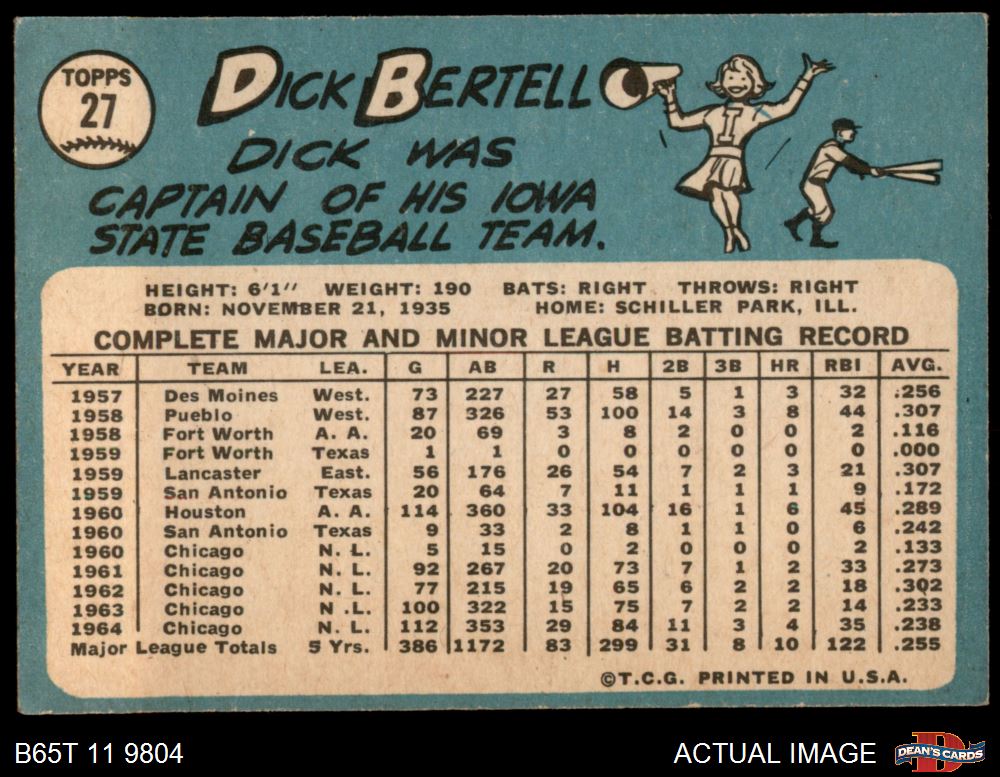 TOPPS
27
DICK BERTELL
DICK WAS
CAPTAIN OF HIS IOWA
STATE BASEBALL TEAM.
I
HEIGHT: 6'1" WEIGHT: 190 BATS: RIGHT THROWS: RIGHT
BORN: NOVEMBER 21, 1935 HOME: SCHILLER PARK, ILL.
COMPLETE MAJOR AND MINOR LEAGUE BATTING RECORD
YEAR TEAM LEA. G AB R H 2B 3B HR RBI AVG.
1957 Des Moines West. 73 227 27 58 5 1 3 32 .256
1958 Pueblo West. 87 326 53 100 14 3 8 44 .307
1958 Fort Worth A. A. 20 69 3 8 2 0 0 2 .116
1959 Fort Worth Texas 1 1 0 0 0 0 0 0 .000
1959 Lancaster East. 56 176 26 54 7 2 3 21 .307
1959 San Antonio Texas 20 64 7 11 1 1 1 9 .172
1960 Houston A. A. 114 360 33 104 16 1 6 45 .289
1960 San Antonio Texas 9 33 2 8 1 1 0 6 .242
1960 Chicago N. L. 5 15 0 2 0 0 0 2 .133
1961 Chicago N. L. 92 267 20 73 7 1 2 33 .273
1962 Chicago N. L. 77 215 19 65 6 2 2 18 .302
1963 Chicago N .L. 100 322 15 75 7 2 2 14 .233
1964 Chicago N. L. 112 353 29 84 11 3 4 35 .238
Major League Totals 5 Yrs. 386 1172 83 299 31 8 10 122 .255
©T.C.G. PRINTED IN U.S.A.
B65T 11 9804 ACTUAL IMAGE
D
DEAN'S CARDS